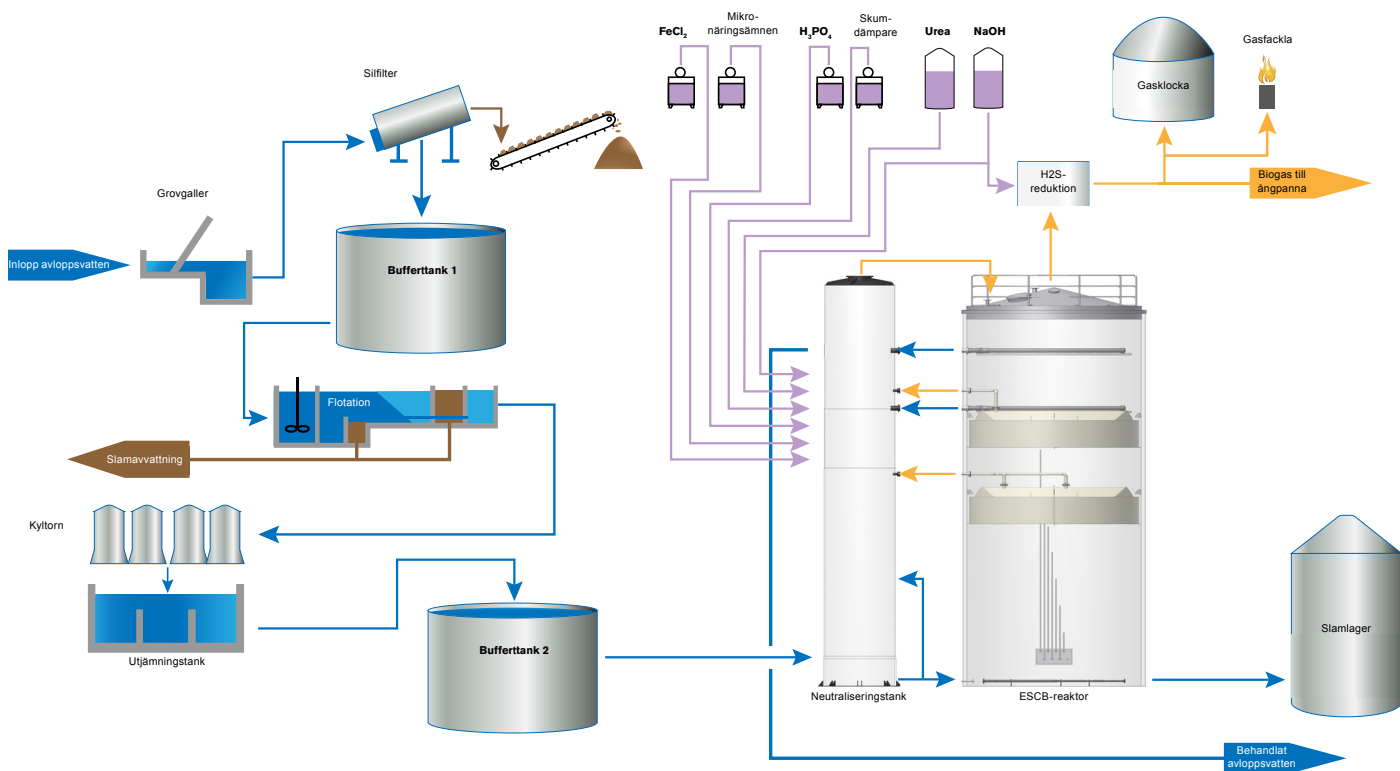 FeCl₂
Mikro-
näringsämnen
H₃PO₄
Skum-
dämpare
Urea
NaOH
Gasfackla
Gasklocka
Silfilter
H2S-
reduktion
Biogas till
ångpanna
Grovgaller
Inlopp avloppsvatten
Bufferttank 1
Flotation
Slamavvattning
Kyltorn
Utjämningstank
Bufferttank 2
Neutraliseringstank
ESCB-reaktor
Slamlager
Behandlat
avloppsvatten